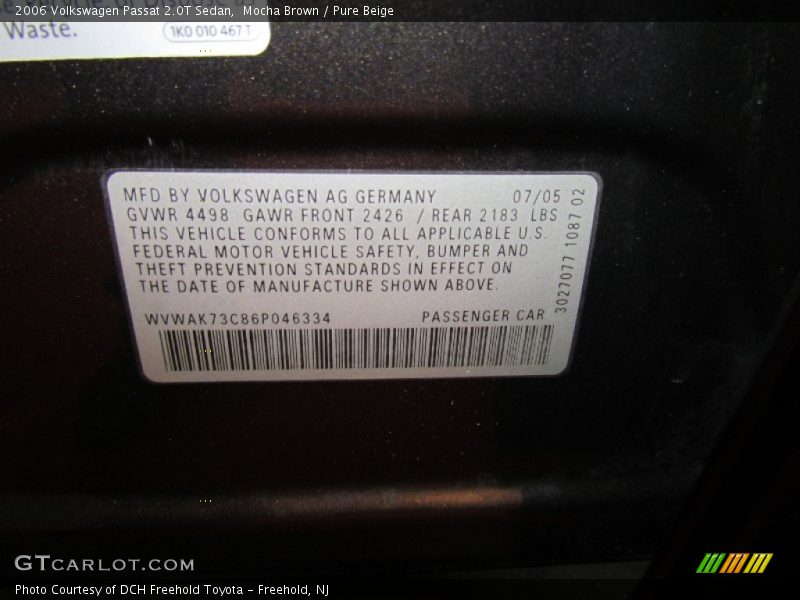 2006 Volkswagen Passat 2.0T Sedan,  Mocha Brown / Pure Beige
Waste.
1K0 010 467 T
MFD BY VOLKSWAGEN AG GERMANY 07/05
GVWR 4498 GAWR FRONT 2426 / REAR 2183 LBS
THIS VEHICLE CONFORMS TO ALL APPLICABLE U.S.
FEDERAL MOTOR VEHICLE SAFETY, BUMPER AND
THEFT PREVENTION STANDARDS IN EFFECT ON
THE DATE OF MANUFACTURE SHOWN ABOVE.
WVWAK73C86P046334 PASSENGER CAR
3027077 1087 02
GTCARLOT.COM
Photo Courtesy of DCH Freehold Toyota - Freehold, NJ